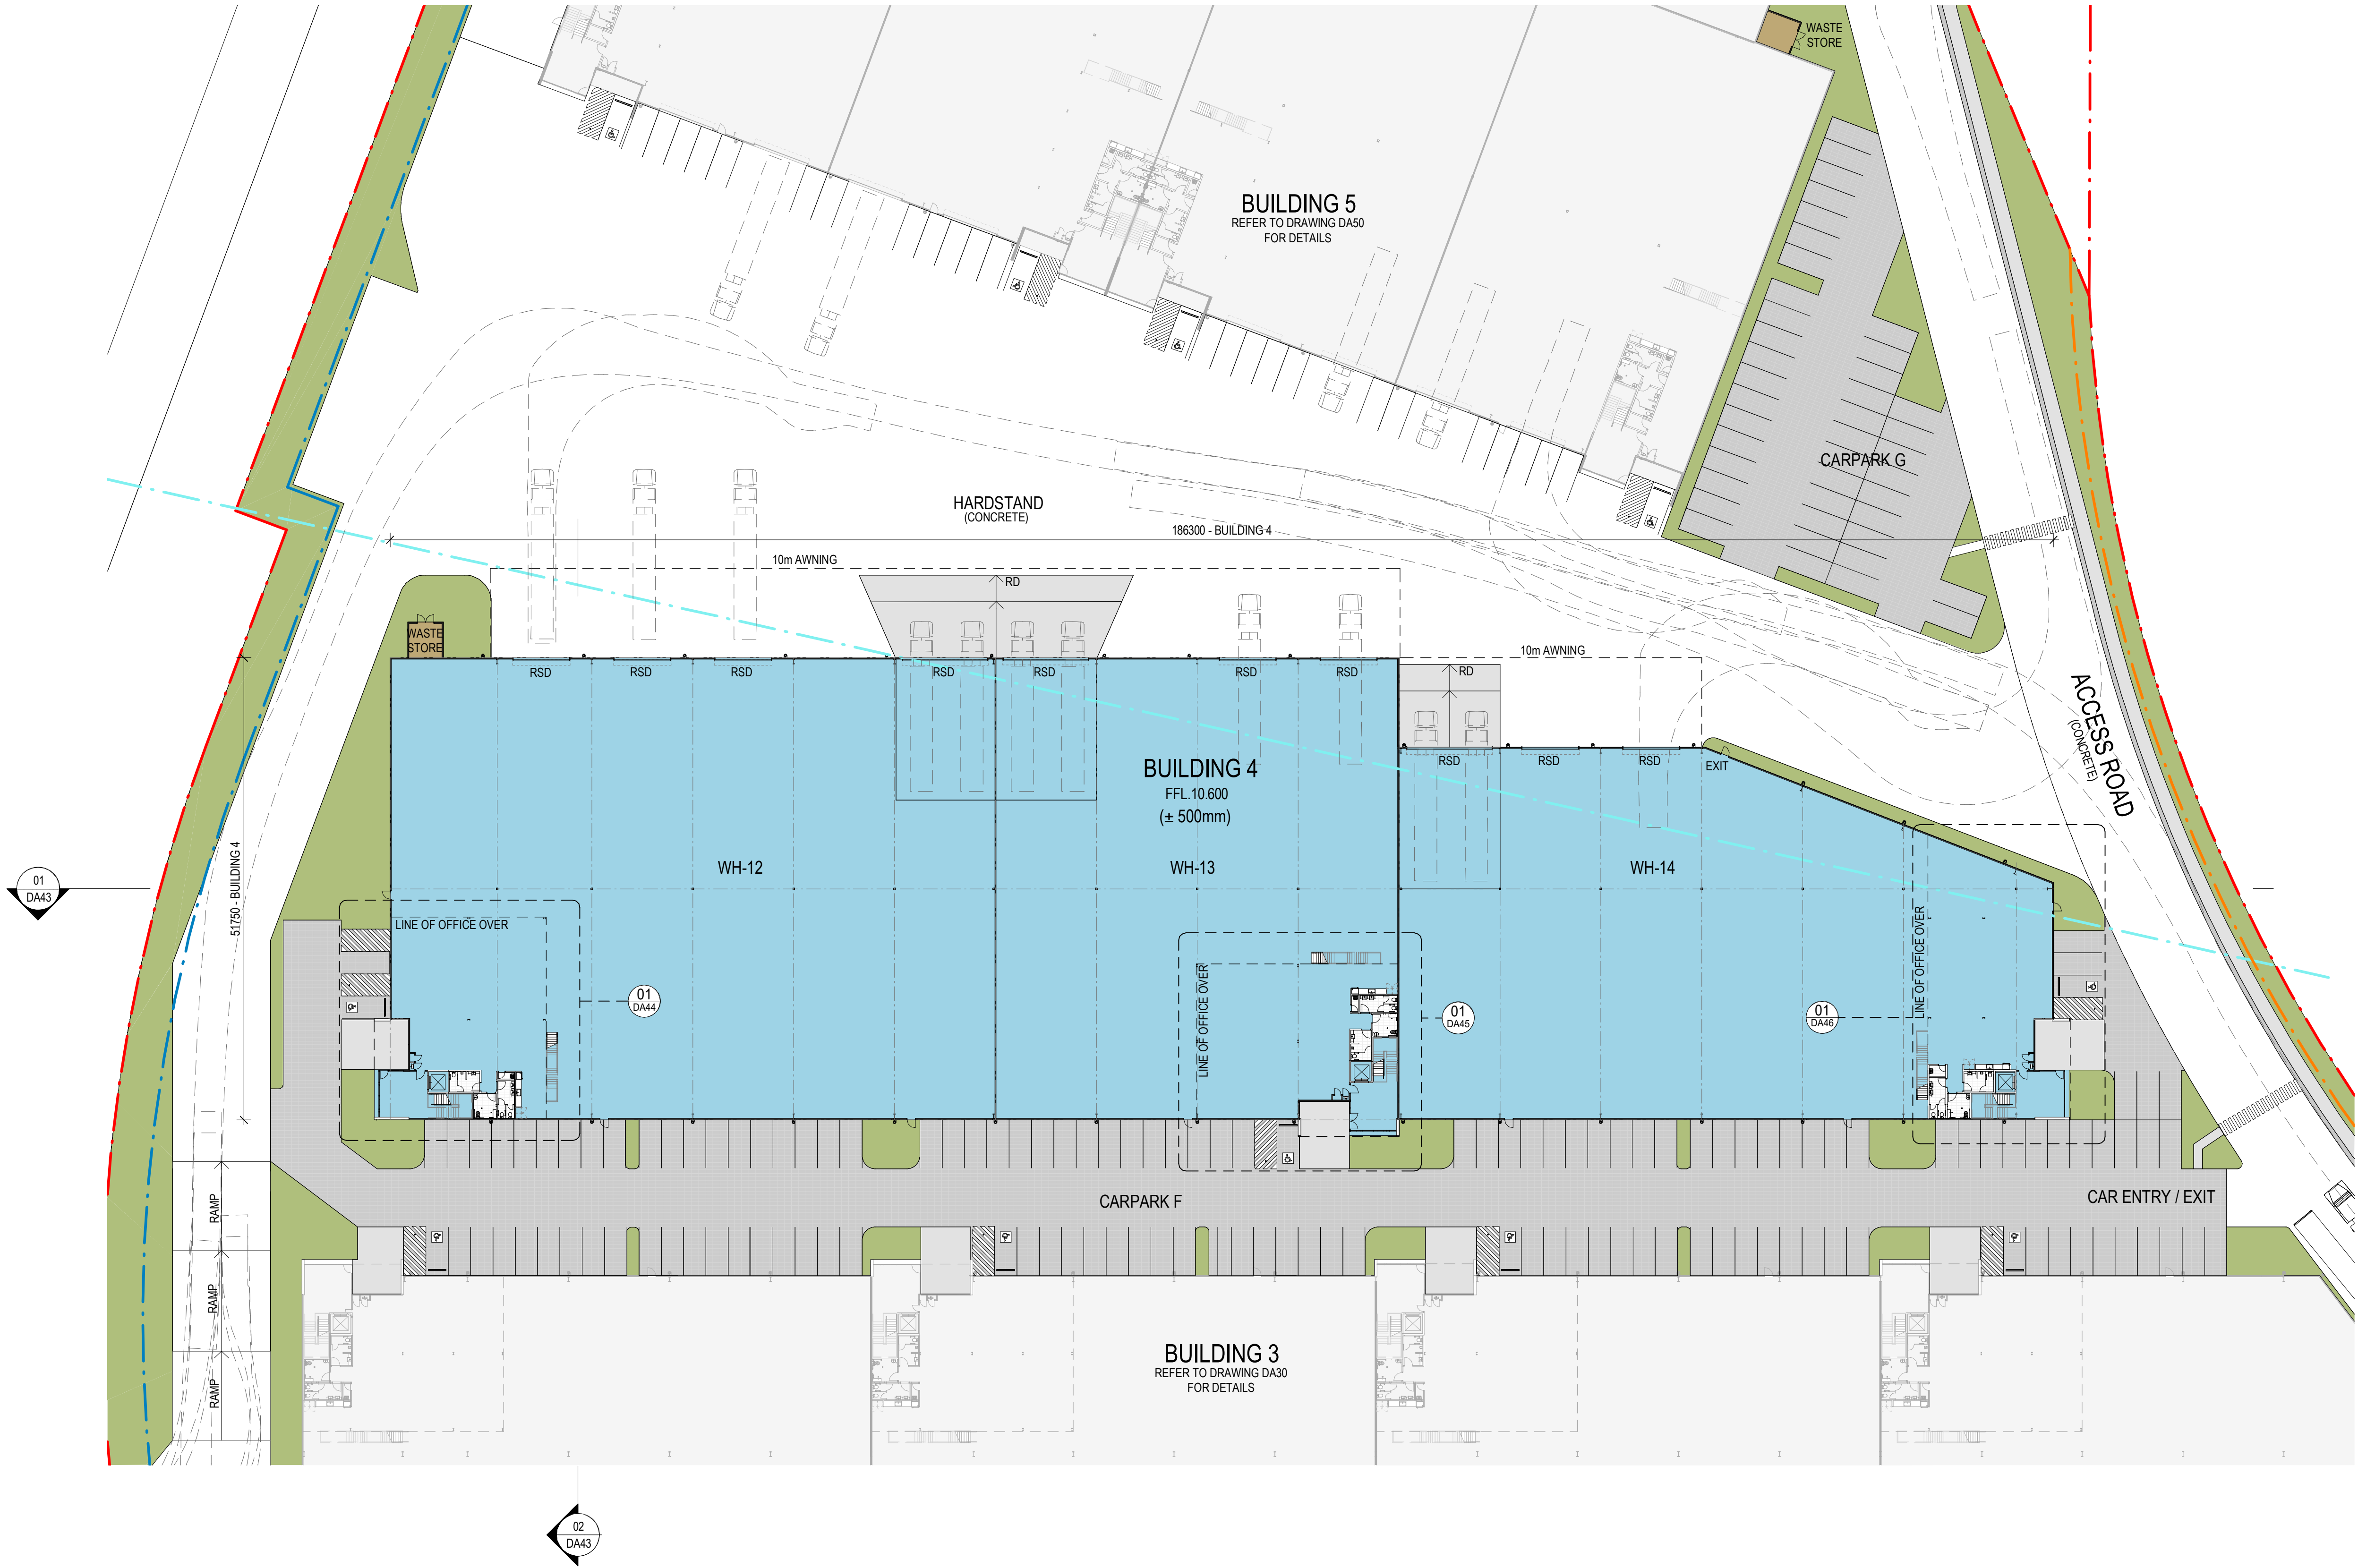 WASTE
STORE
BUILDING 5
REFER TO DRAWING DA50
FOR DETAILS
CARPARK G
HARDSTAND
(CONCRETE)
186300 - BUILDING 4
10m AWNING
RD
WASTE
STORE
10m AWNING
RD
RSD
RSD
RSD
RSD
RSD
RSD
RSD
RSD
RSD
RSD
EXIT
ACCESS ROAD
(CONCRETE)
BUILDING 4
FFL.10.600
(± 500mm)
WH-12
WH-13
WH-14
51750 - BUILDING 4
01
DA43
LINE OF OFFICE OVER
LINE OF OFFICE OVER
LINE OF OFFICE OVER
01
DA44
01
DA45
01
DA46
CARPARK F
CAR ENTRY / EXIT
RAMP
RAMP
RAMP
BUILDING 3
REFER TO DRAWING DA30
FOR DETAILS
02
DA43